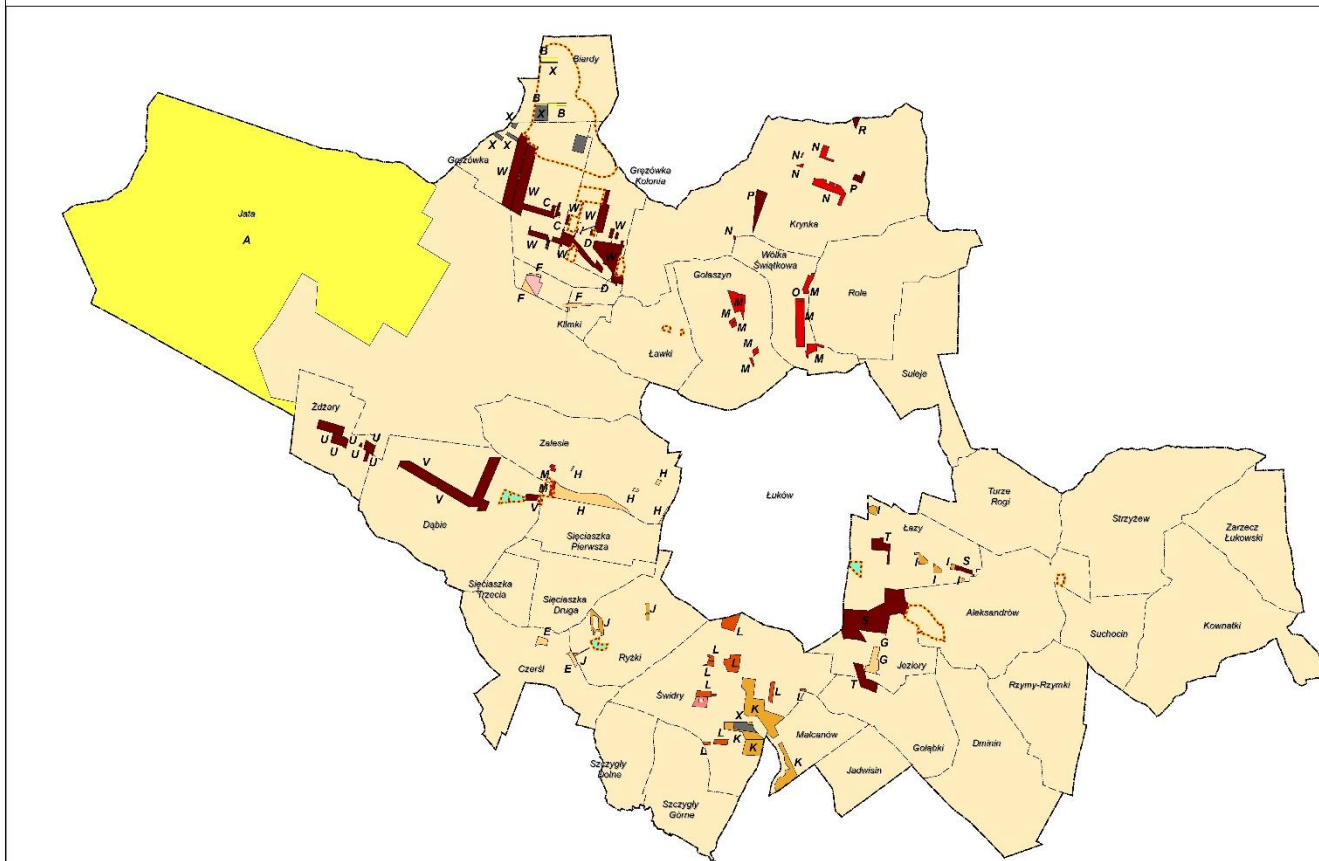 B
Biardy
X
B
X
B
X
X
X
Gręzówka
Gręzówka
Kolonia
W
W
C
W
C
W
W
D
W
W
W
D
F
F
F
Klimki
Ławki
Jata
A
R
N
N
N
P
N
P
Krynka
N
Wólka
Świątkowa
Gołaszyn
M
O
M
M
M
M
M
M
M
Role
Suleje
Żdżary
U
U
U
U
U
U
Zalesie
V
V
V
Dąbie
M
M
H
H
H
H
H
Sięciaszka
Pierwsza
Łuków
Turze
Rogi
Łazy
T
I
I
I
S
I
Strzyżew
Zarzecz
Łukowski
Sięciaszka
Trzecia
Sięciaszka
Druga
J
J
J
E
E
Ryżki
Czerśl
L
L
L
L
L
L
Świdry
K
X
L
K
K
L
K
Malcanów
S
G
G
T
Jeziory
Aleksandrów
Suchocin
Kownatki
Rzymy-Rzymki
Gołąbki
Dminin
Jadwisin
Szczygły
Dolne
Szczygły
Górne